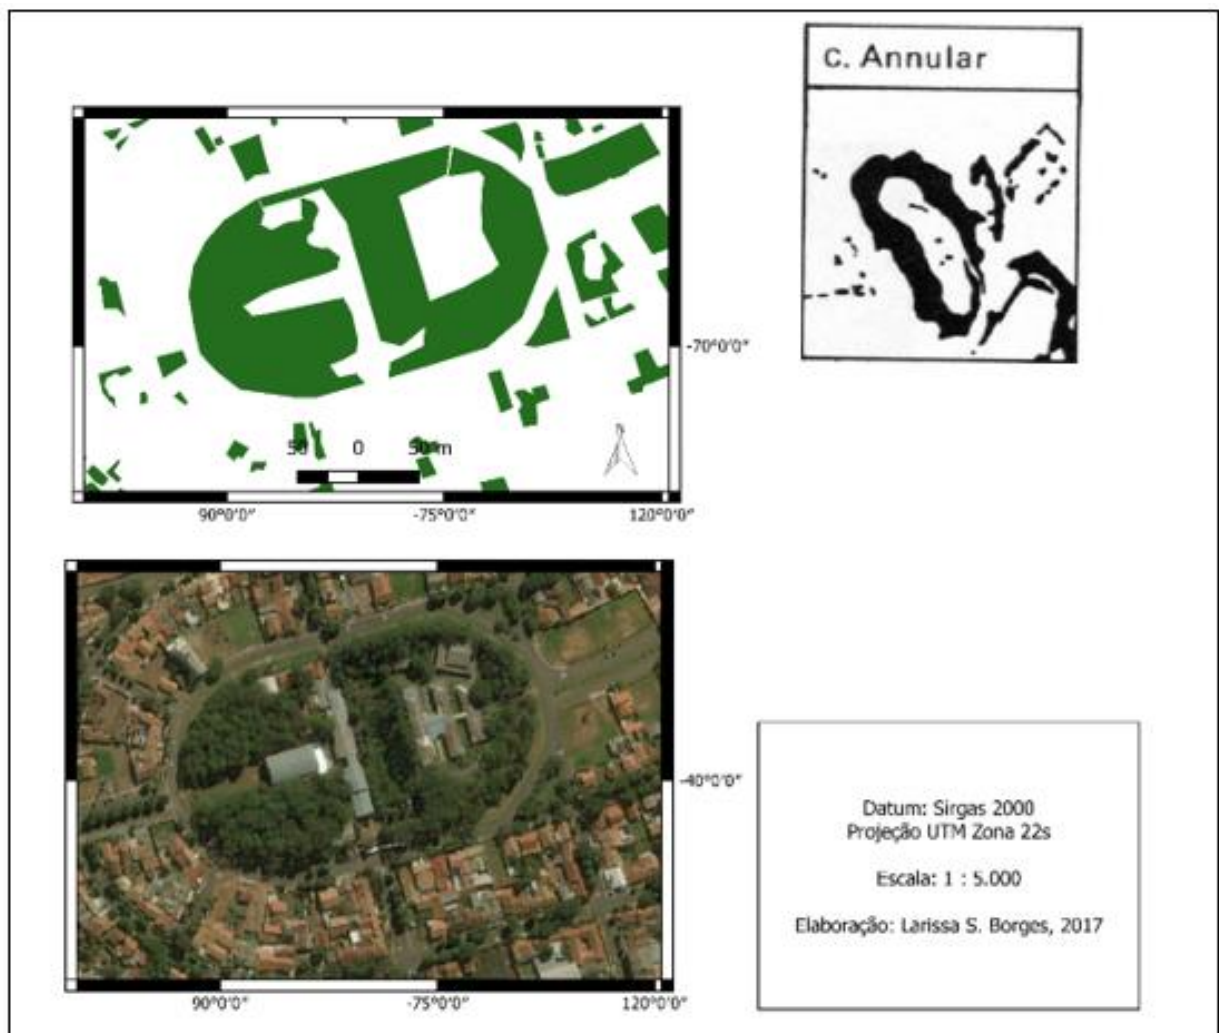 C. Annular
-70°0'0"
50 0 50 m
N
90°0'0"
-75°0'0"
120°0'0"
-40°0'0"
90°0'0"
-75°0'0"
120°0'0"
Datum: Sirgas 2000
Projeção UTM Zona 22s
Escala: 1 : 5.000
Elaboração: Larissa S. Borges, 2017